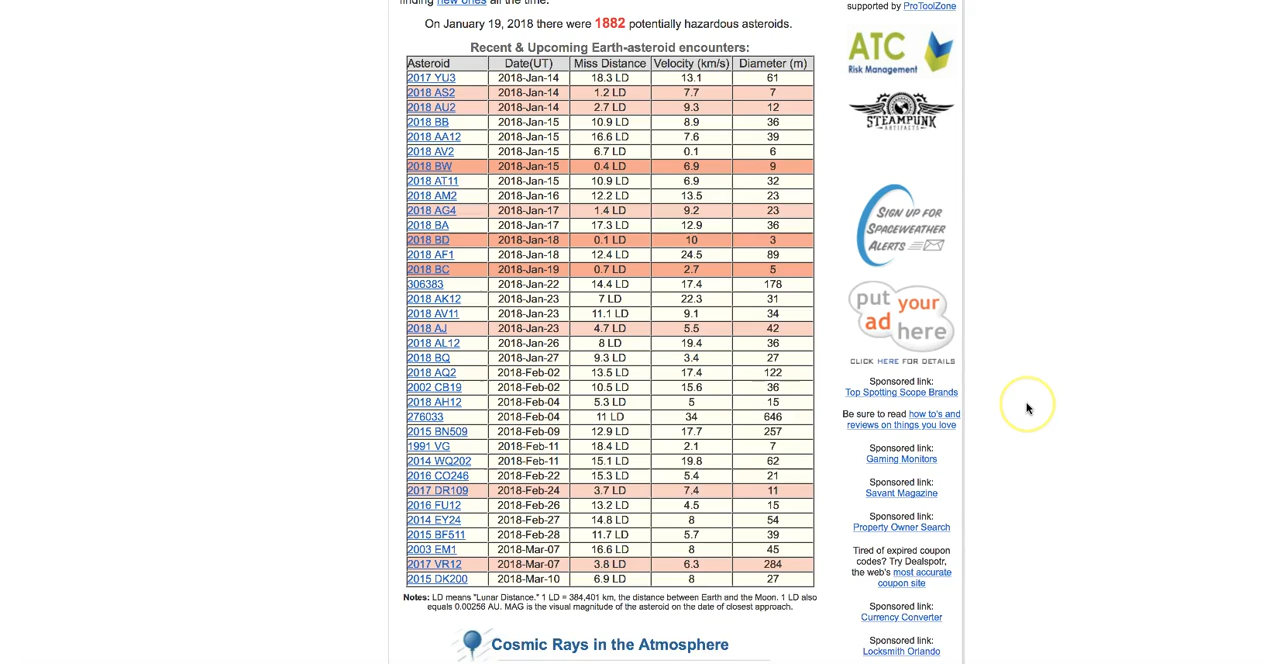 finding new ones all the time.
On January 19, 2018 there were 1882 potentially hazardous asteroids.
Recent & Upcoming Earth-asteroid encounters:
Asteroid Date(UT) Miss Distance Velocity (km/s) Diameter (m)
2017 YU3 2018-Jan-14 18.3 LD 13.1 61
2018 AS2 2018-Jan-14 1.2 LD 7.7 7
2018 AU2 2018-Jan-14 2.7 LD 9.3 12
2018 BB 2018-Jan-15 10.9 LD 8.9 36
2018 AA12 2018-Jan-15 16.6 LD 7.6 39
2018 AV2 2018-Jan-15 6.7 LD 0.1 6
2018 BW 2018-Jan-15 0.4 LD 6.9 9
2018 AT11 2018-Jan-15 10.9 LD 6.9 32
2018 AM2 2018-Jan-16 12.2 LD 13.5 23
2018 AG4 2018-Jan-17 1.4 LD 9.2 23
2018 BA 2018-Jan-17 17.3 LD 12.9 36
2018 BD 2018-Jan-18 0.1 LD 10 3
2018 AF1 2018-Jan-18 12.4 LD 24.5 89
2018 BC 2018-Jan-19 0.7 LD 2.7 5
306383 2018-Jan-22 14.4 LD 17.4 178
2018 AK12 2018-Jan-23 7 LD 22.3 31
2018 AV11 2018-Jan-23 11.1 LD 9.1 34
2018 AJ 2018-Jan-23 4.7 LD 5.5 42
2018 AL12 2018-Jan-26 8 LD 19.4 36
2018 BQ 2018-Jan-27 9.3 LD 3.4 27
2018 AQ2 2018-Feb-02 13.5 LD 17.4 122
2002 CB19 2018-Feb-02 10.5 LD 15.6 36
2018 AH12 2018-Feb-04 5.3 LD 5 15
276033 2018-Feb-04 11 LD 34 646
2015 BN509 2018-Feb-09 12.9 LD 17.7 257
1991 VG 2018-Feb-11 18.4 LD 2.1 7
2014 WQ202 2018-Feb-11 15.1 LD 19.8 62
2016 CO246 2018-Feb-22 15.3 LD 5.4 21
2017 DR109 2018-Feb-24 3.7 LD 7.4 11
2016 FU12 2018-Feb-26 13.2 LD 4.5 15
2014 EY24 2018-Feb-27 14.8 LD 8 54
2015 BF511 2018-Feb-28 11.7 LD 5.7 39
2003 EM1 2018-Mar-07 16.6 LD 8 45
2017 VR12 2018-Mar-07 3.8 LD 6.3 284
2015 DK200 2018-Mar-10 6.9 LD 8 27
Notes: LD means "Lunar Distance." 1 LD = 384,401 km, the distance between Earth and the Moon. 1 LD also
equals 0.00256 AU. MAG is the visual magnitude of the asteroid on the date of closest approach.
Cosmic Rays in the Atmosphere
supported by ProToolZone
ATC
Risk Management
STEAMPUNK
ARTIFACTS
SIGN UP FOR
SPACEWEATHER
ALERTS
put your
ad here
CLICK HERE FOR DETAILS
Sponsored link:
Top Spotting Scope Brands
Be sure to read how to's and
reviews on things you love
Sponsored link:
Gaming Monitors
Sponsored link:
Savant Magazine
Sponsored link:
Property Owner Search
Tired of expired coupon
codes? Try Dealspotr,
the web's most accurate
coupon site
Sponsored link:
Currency Converter
Sponsored link:
Locksmith Orlando